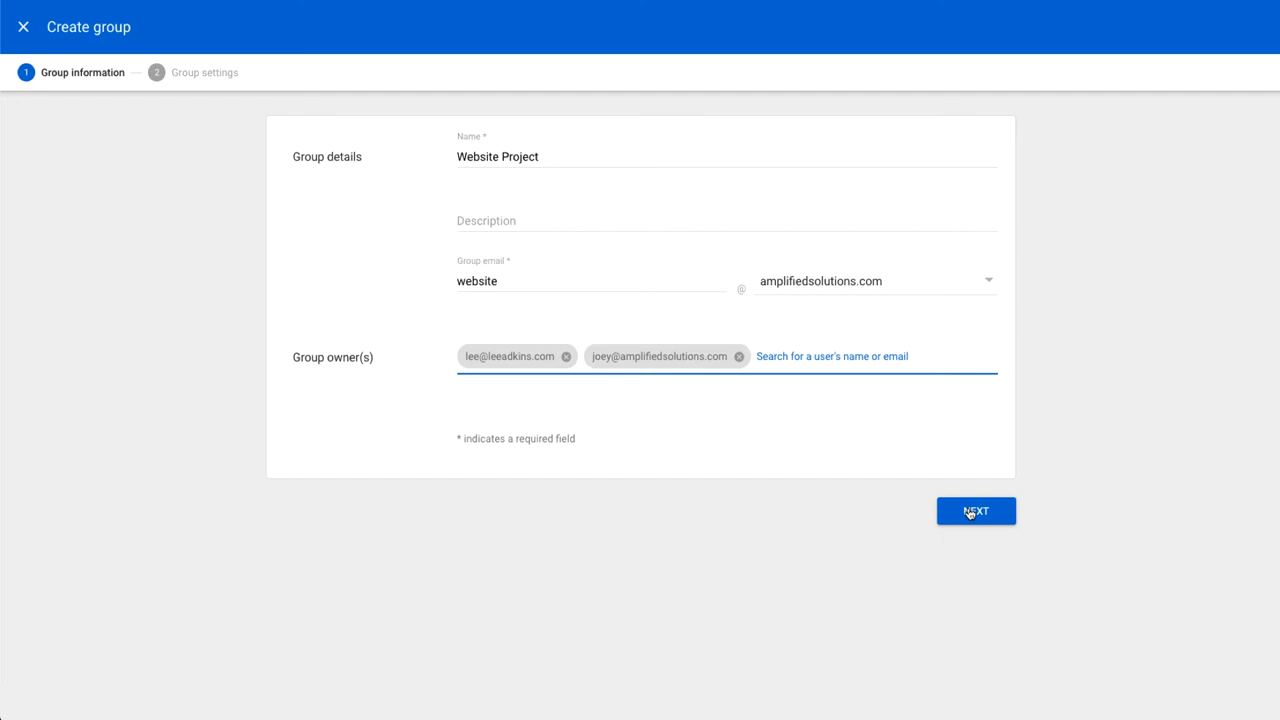 Create group
1 Group information 2 Group settings
Name *
Group details Website Project
Description
Group email *
website @ amplifiedsolutions.com
Group owner(s) lee@leeadkins.com joey@amplifiedsolutions.com Search for a user's name or email
* indicates a required field
NEXT